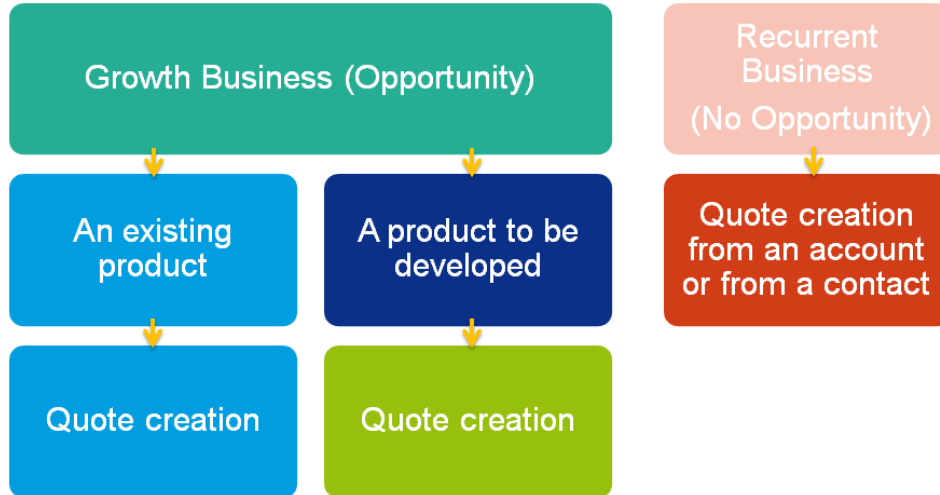 Growth Business (Opportunity)
Recurrent
Business
(No Opportunity)
An existing
product
A product to be
developed
Quote creation
from an account
or from a contact
Quote creation
Quote creation